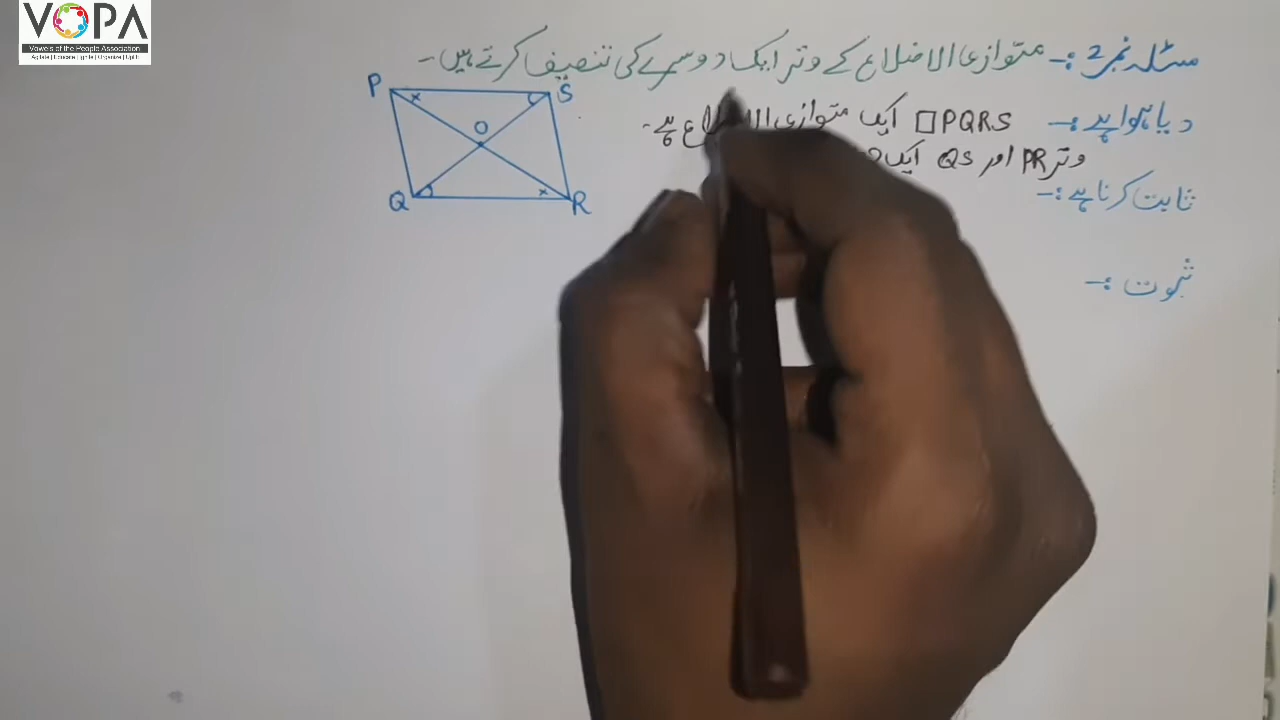 VOPA
Vowels of the People Association
مسئلہ نمبر 2 :- متوازی الاضلاع کے وتر ایک دوسرے کی تنصیف کرتے ہیں۔
دیا ہوا ہے :- □PQRS ایک متوازی الاضلاع ہے۔
وتر PR اور QS ایک
ثابت کرنا ہے :-
ثبوت :-
P
S
O
Q
R